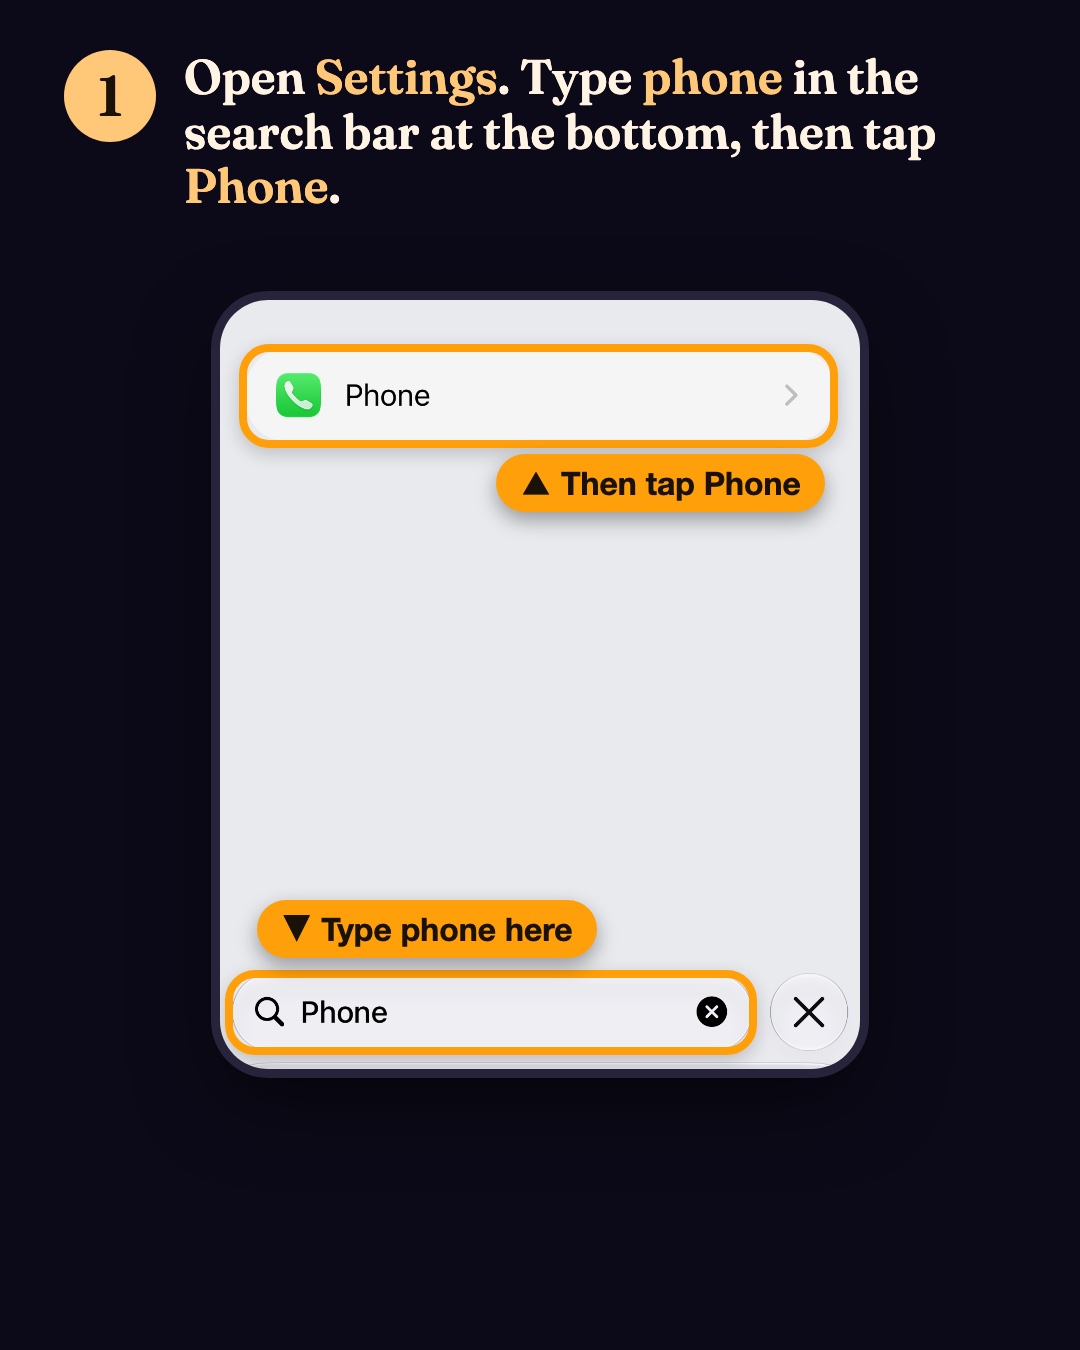 1
Open Settings. Type phone in the
search bar at the bottom, then tap
Phone.
Phone
▲ Then tap Phone
▼ Type phone here
Phone